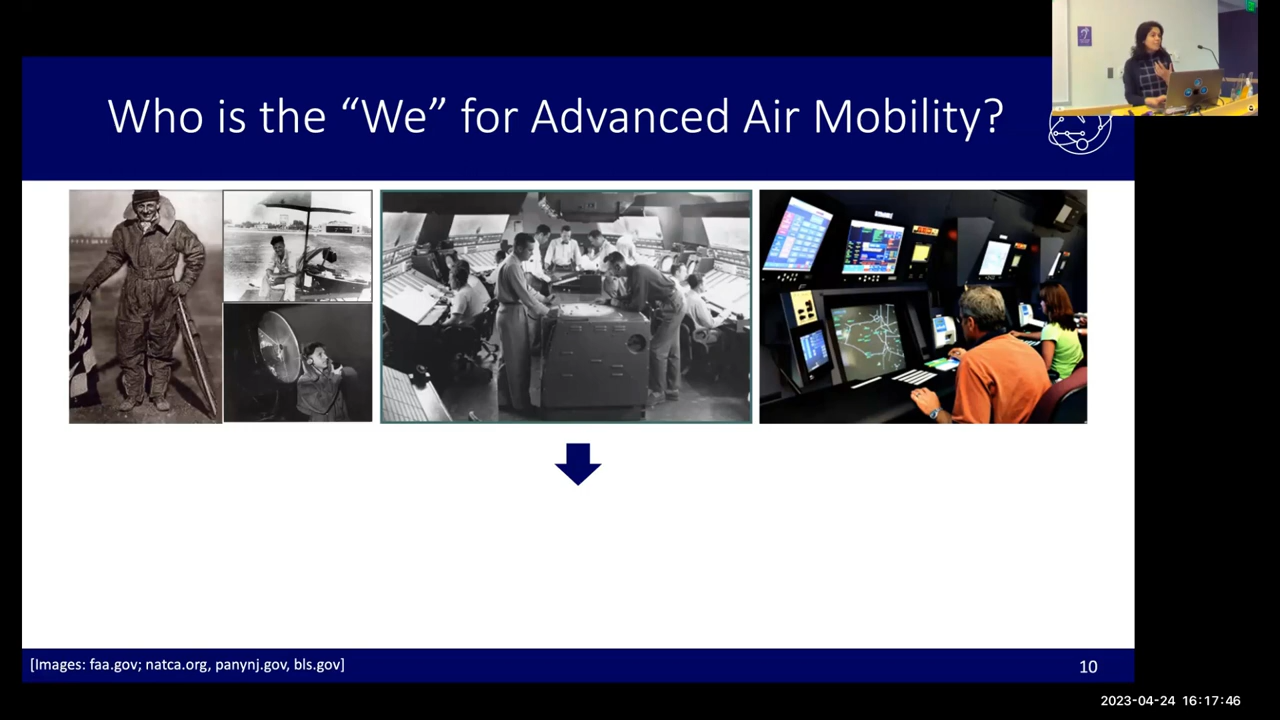 Who is the “We” for Advanced Air Mobility?
[Images: faa.gov; natca.org, panynj.gov, bls.gov]
10
2023-04-24 16:17:46